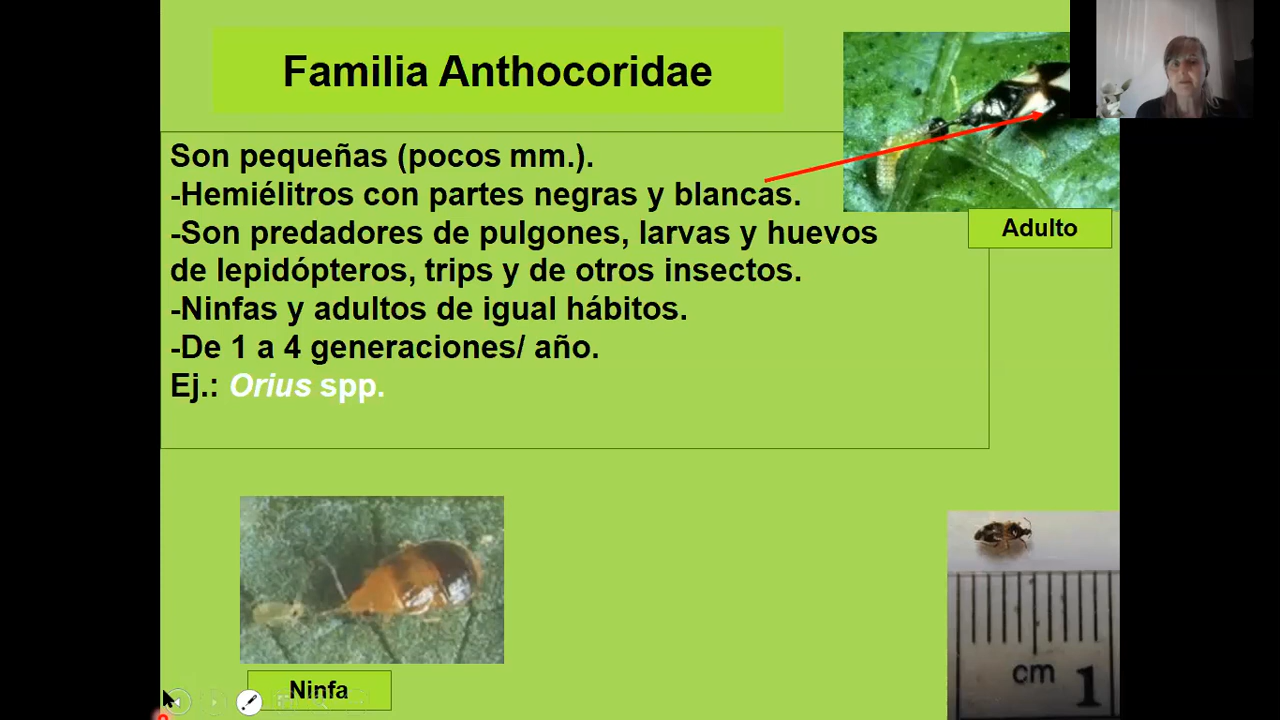 Familia Anthocoridae
Son pequeñas (pocos mm.).
-Hemiélitros con partes negras y blancas.
-Son predadores de pulgones, larvas y huevos
de lepidópteros, trips y de otros insectos.
-Ninfas y adultos de igual hábitos.
-De 1 a 4 generaciones/ año.
Ej.: Orius spp.
Adulto
Ninfa
cm 1